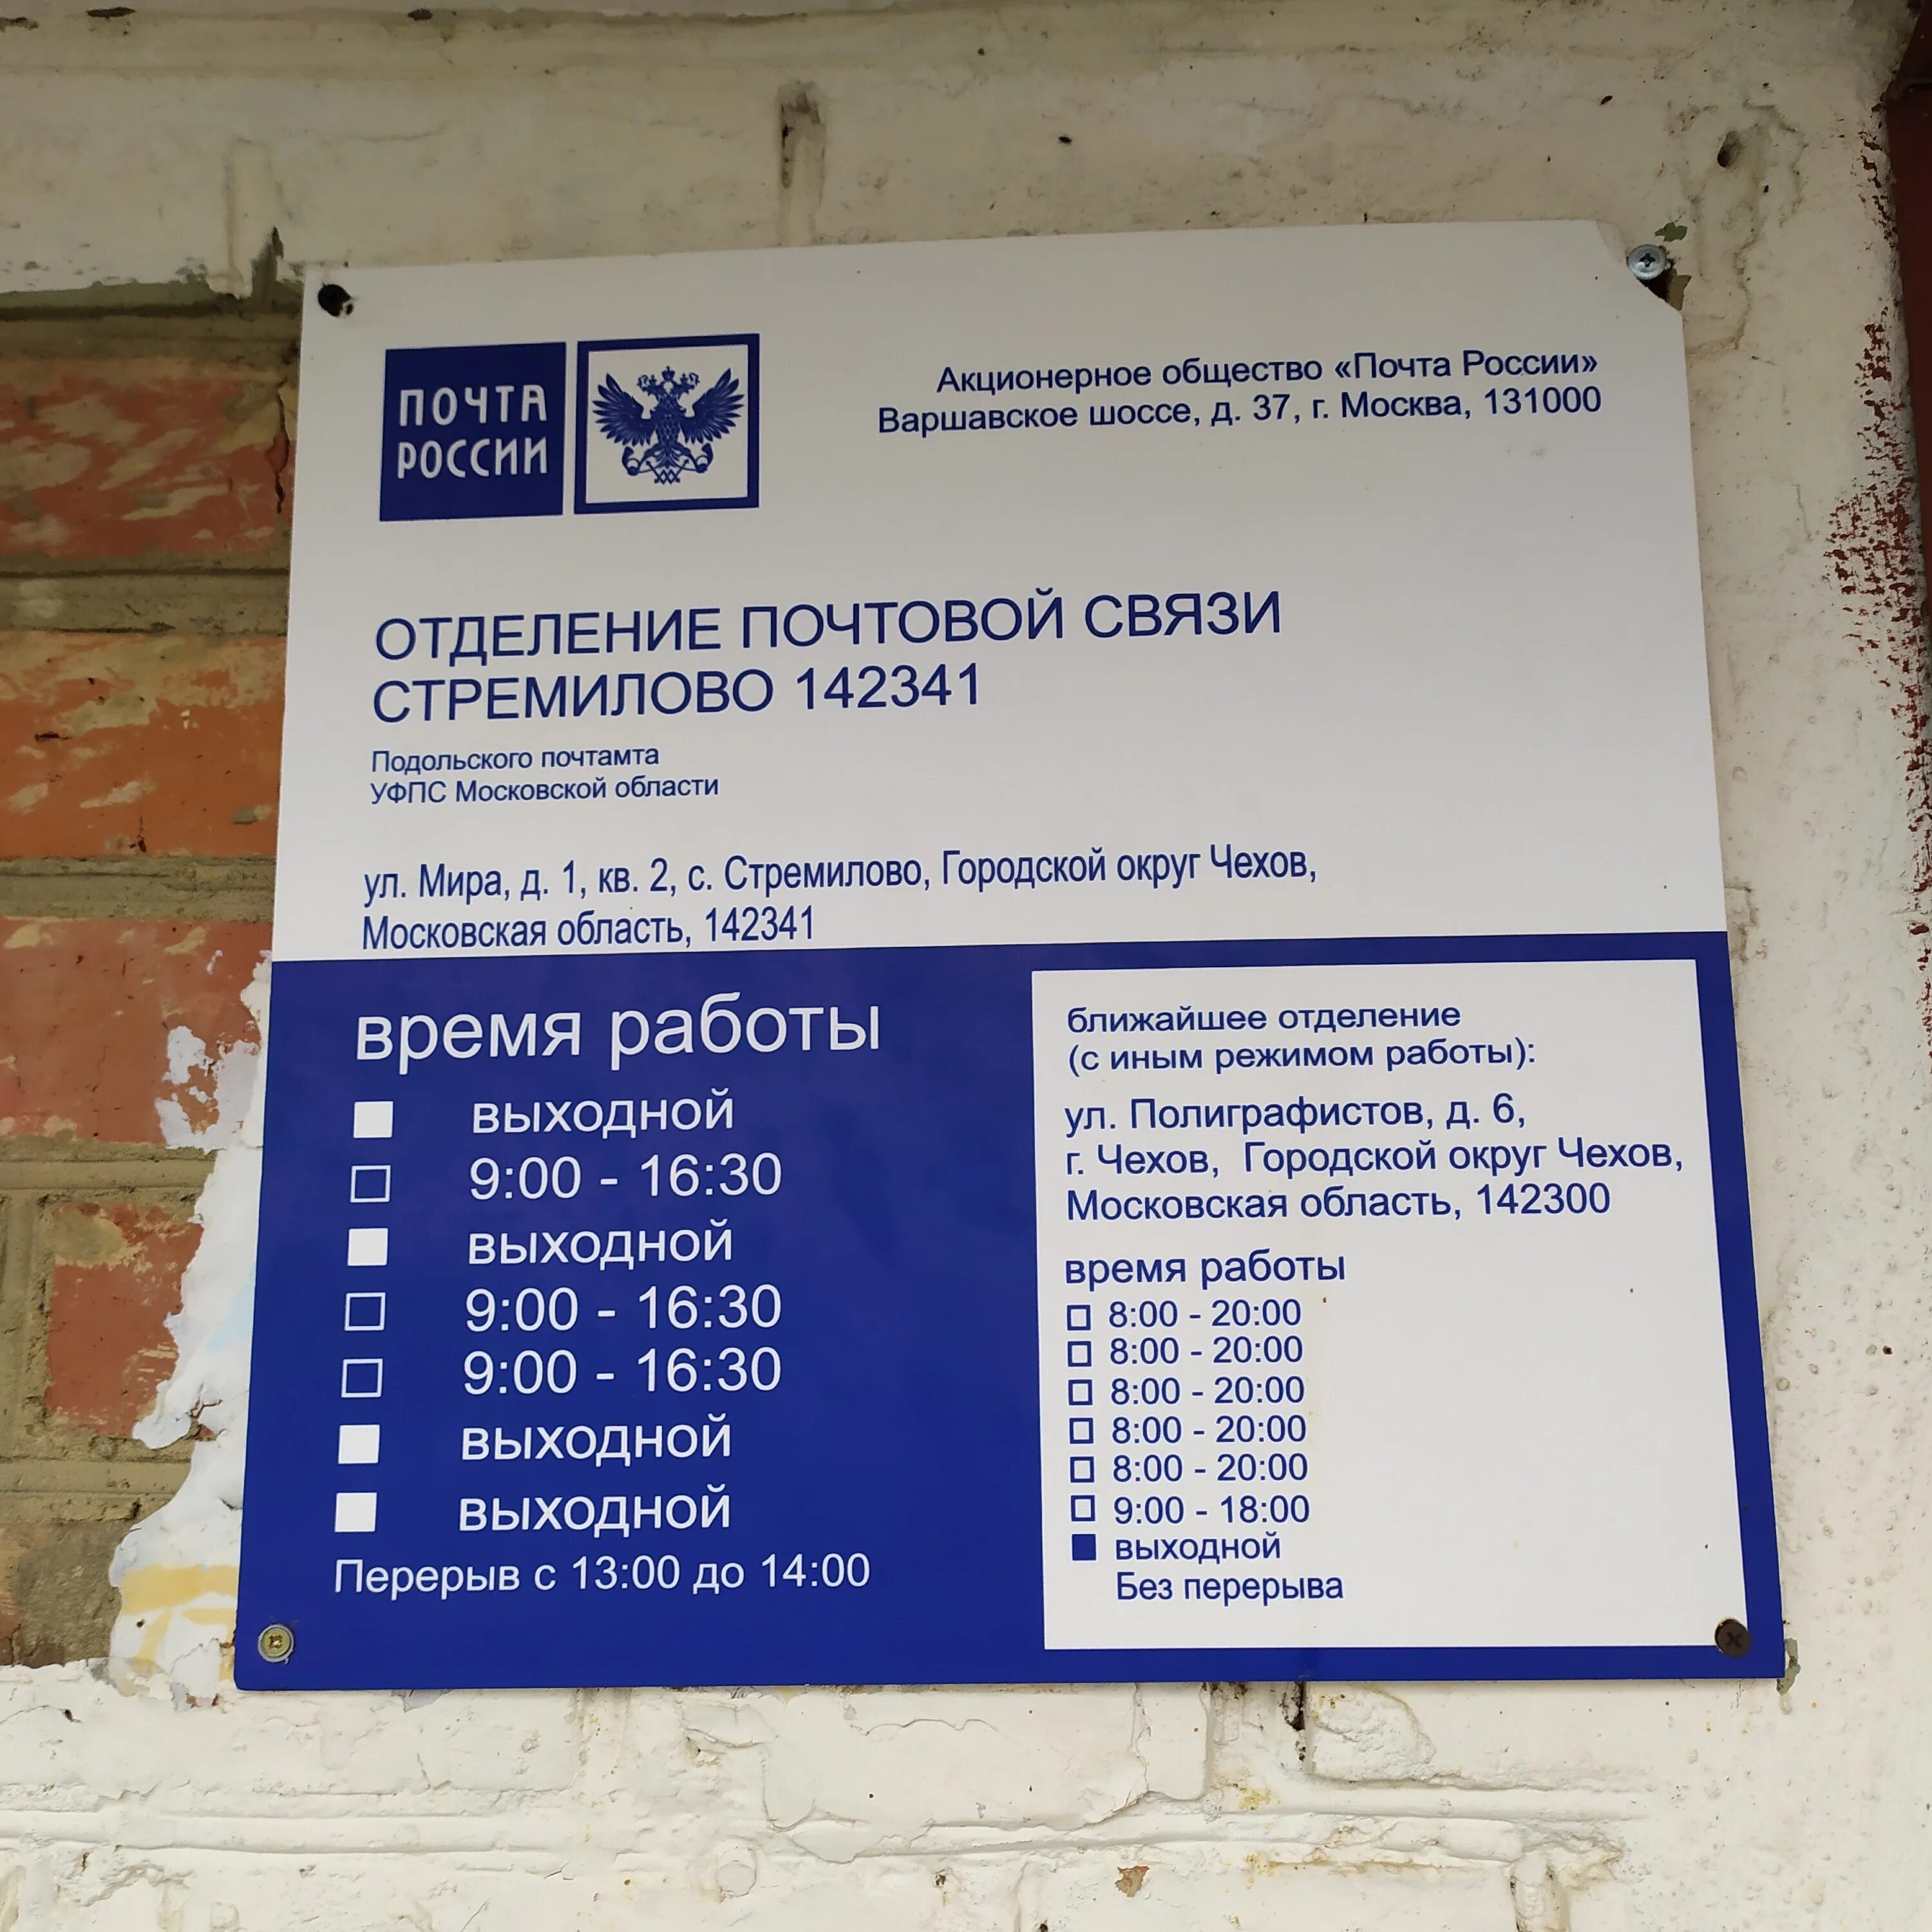 ПОЧТА
РОССИИ
Акционерное общество «Почта России»
Варшавское шоссе, д. 37, г. Москва, 131000
ОТДЕЛЕНИЕ ПОЧТОВОЙ СВЯЗИ
СТРЕМИЛОВО 142341
Подольского почтамта
УФПС Московской области
ул. Мира, д. 1, кв. 2, с. Стремилово, Городской округ Чехов,
Московская область, 142341
время работы
выходной
9:00 - 16:30
выходной
9:00 - 16:30
9:00 - 16:30
выходной
выходной
Перерыв с 13:00 до 14:00
ближайшее отделение
(с иным режимом работы):
ул. Полиграфистов, д. 6,
г. Чехов, Городской округ Чехов,
Московская область, 142300
время работы
8:00 - 20:00
8:00 - 20:00
8:00 - 20:00
8:00 - 20:00
8:00 - 20:00
9:00 - 18:00
выходной
Без перерыва